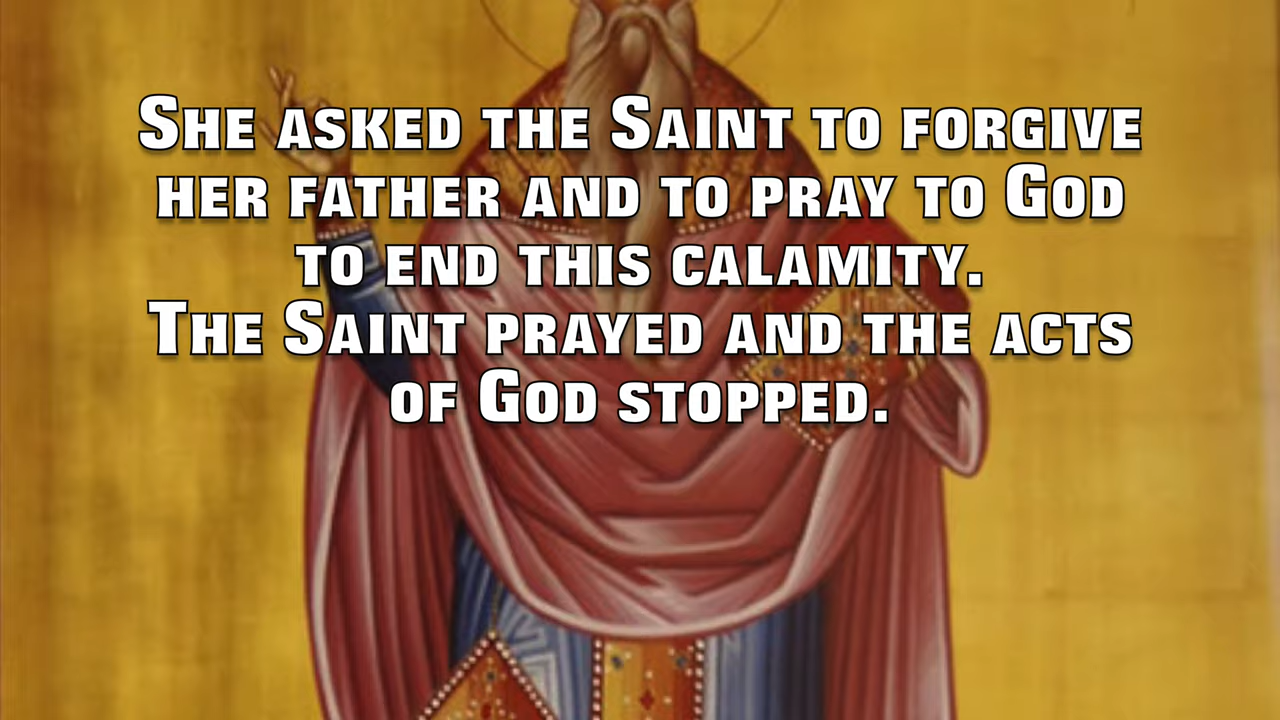 She asked the Saint to forgive
her father and to pray to God
to end this calamity.
The Saint prayed and the acts
of God stopped.